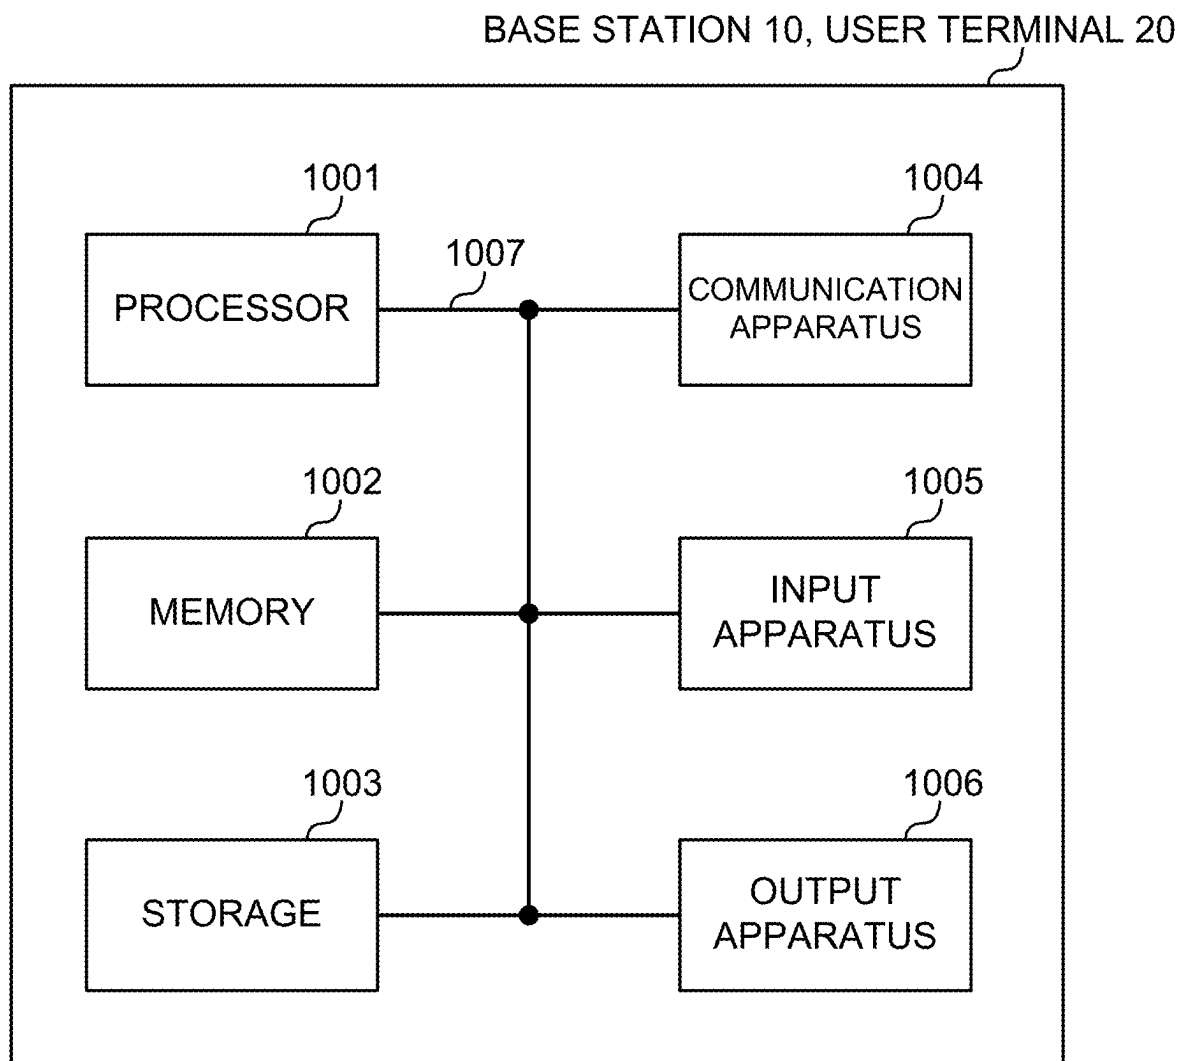 BASE STATION 10, USER TERMINAL 20
1001
PROCESSOR
1007
1004
COMMUNICATION
APPARATUS
1002
MEMORY
1005
INPUT
APPARATUS
1003
STORAGE
1006
OUTPUT
APPARATUS